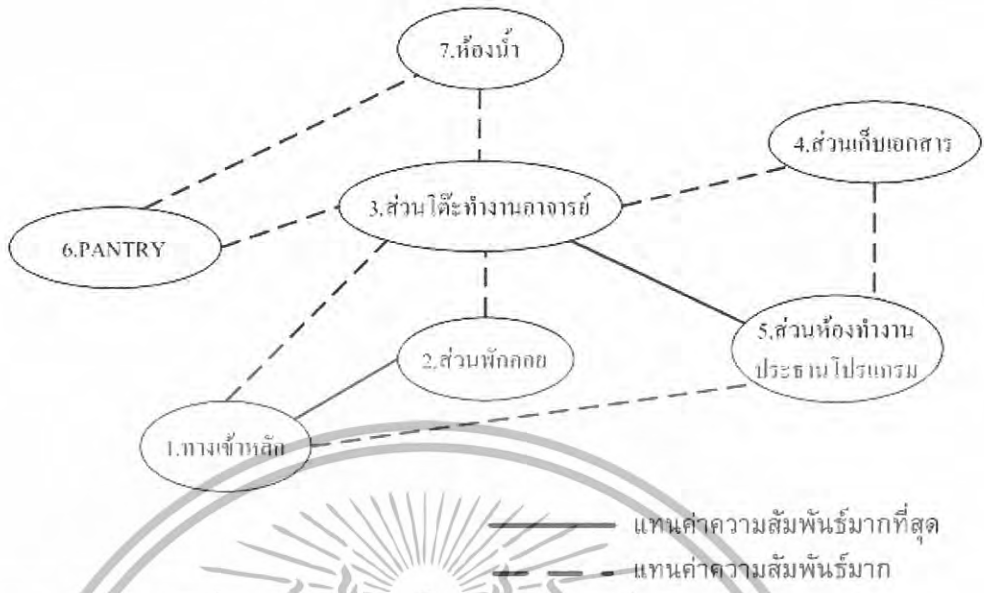 7.ห้องน้ำ
4.ส่วนเก็บเอกสาร
3.ส่วนโต๊ะทำงานอาจารย์
6.PANTRY
5.ส่วนห้องทำงาน
ประธานโปรแกรม
2.ส่วนพักคอย
1.ทางเข้าหลัก
แทนค่าความสัมพันธ์มากที่สุด
แทนค่าความสัมพันธ์มาก